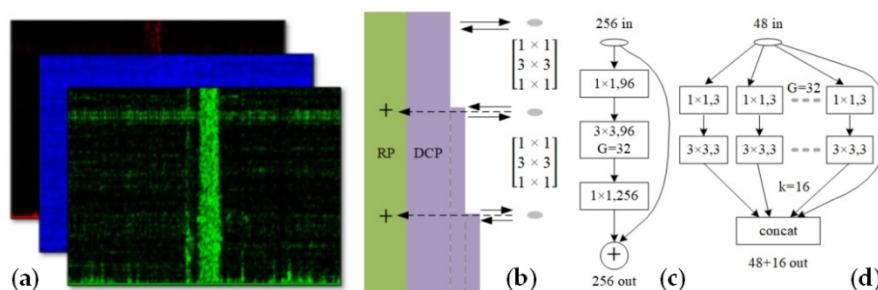 (a)
RP
DCP
+
+
[1 × 1
3 × 3
1 × 1]
[1 × 1
3 × 3
1 × 1]
(b)
256 in
1×1,96
3×3,96
G=32
1×1,256
+
256 out
(c)
48 in
G=32
1×1,3 1×1,3 1×1,3
3×3,3 3×3,3 3×3,3
k=16
concat
48+16 out
(d)